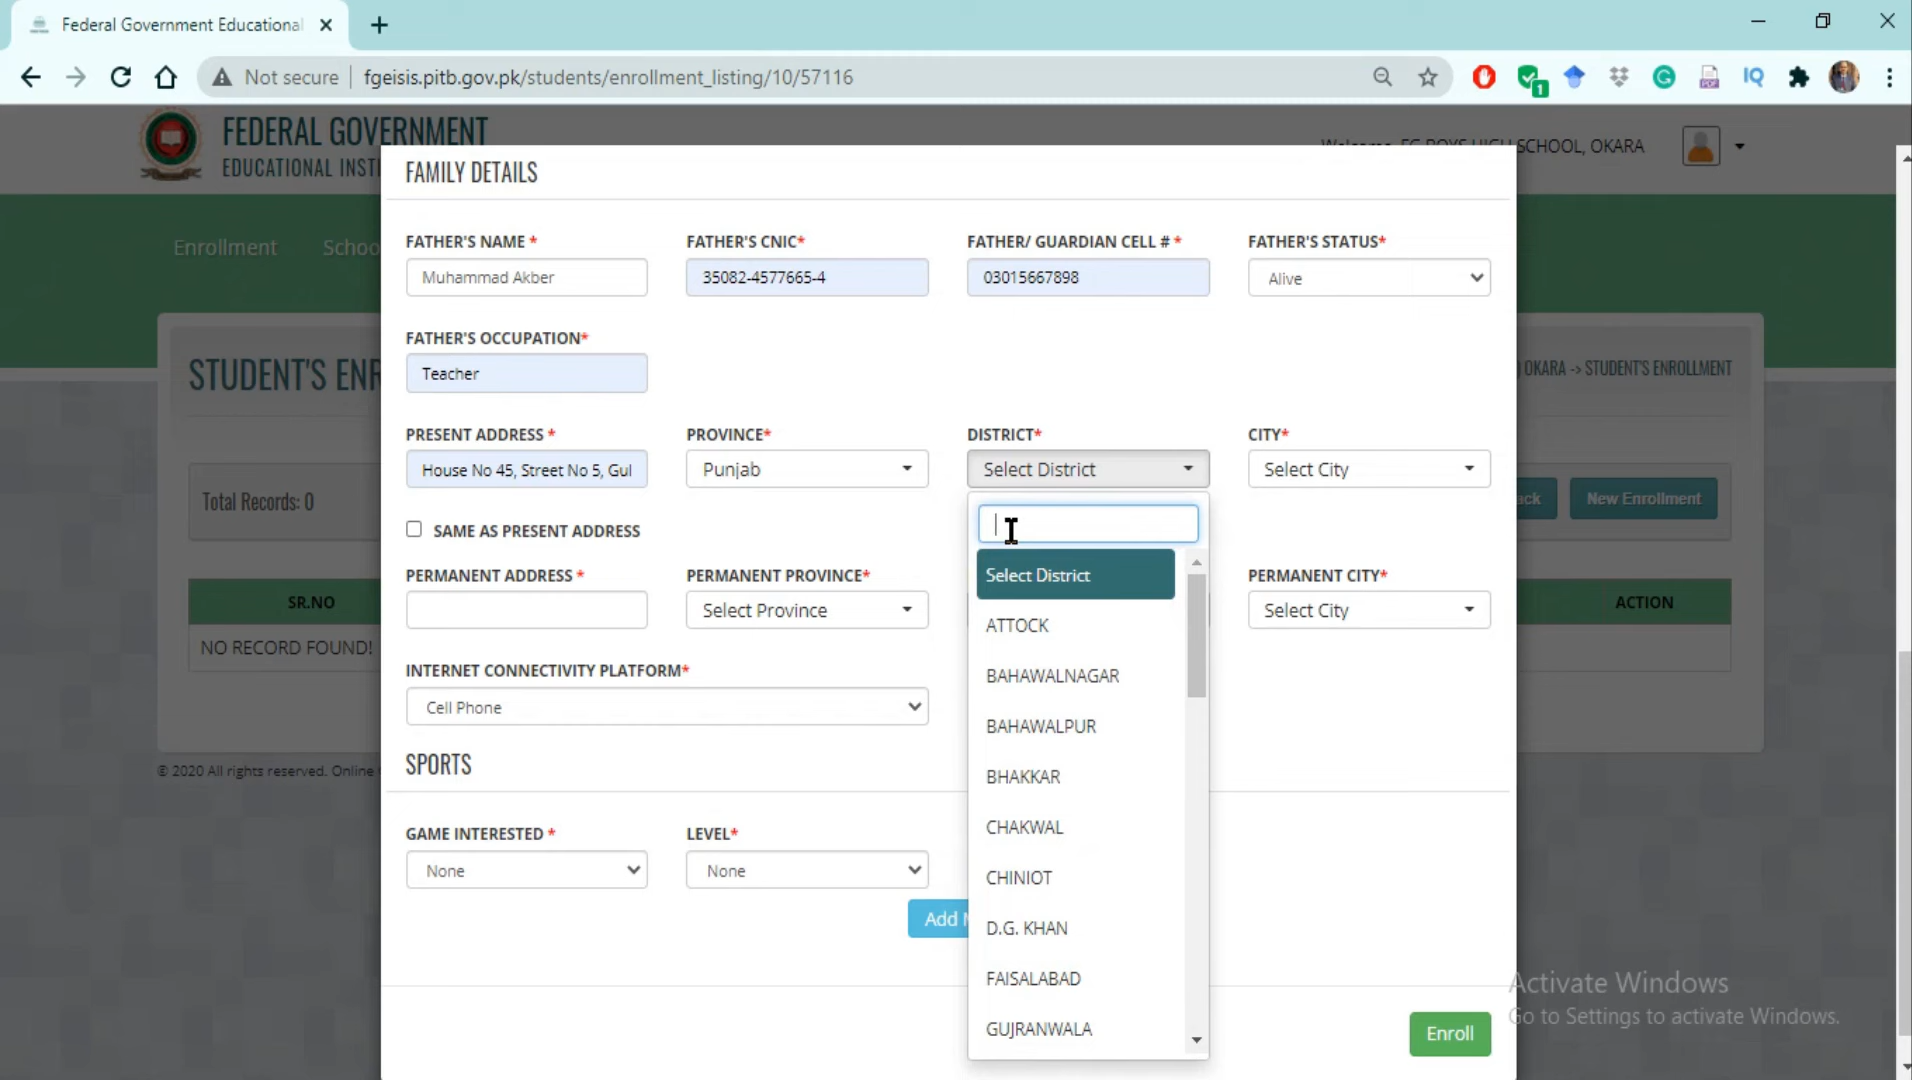 Federal Government Educational
Not secure | fgeisis.pitb.gov.pk/students/enrollment_listing/10/57116
1
IQ
FEDERAL GOVERNMENT
EDUCATIONAL INSTI
SCHOOL, OKARA
FAMILY DETAILS
Enrollment
Schoo
FATHER'S NAME *
FATHER'S CNIC*
FATHER/ GUARDIAN CELL # *
FATHER'S STATUS*
Muhammad Akber
35082-4577665-4
03015667898
Alive
FATHER'S OCCUPATION*
Teacher
STUDENT'S ENR
OKARA -> STUDENT'S ENROLLMENT
PRESENT ADDRESS *
PROVINCE*
DISTRICT*
CITY*
House No 45, Street No 5, Gul
Punjab
Select District
Select City
Total Records: 0
ack
New Enrollment
SAME AS PRESENT ADDRESS
Select District
PERMANENT ADDRESS *
PERMANENT PROVINCE*
PERMANENT CITY*
Select Province
Select City
SR.NO
ACTION
NO RECORD FOUND!
ATTOCK
BAHAWALNAGAR
BAHAWALPUR
BHAKKAR
CHAKWAL
CHINIOT
D.G. KHAN
FAISALABAD
GUJRANWALA
INTERNET CONNECTIVITY PLATFORM*
Cell Phone
SPORTS
© 2020 All rights reserved. Online
GAME INTERESTED *
LEVEL*
None
None
Add M
Enroll
Activate Windows
Go to Settings to activate Windows.